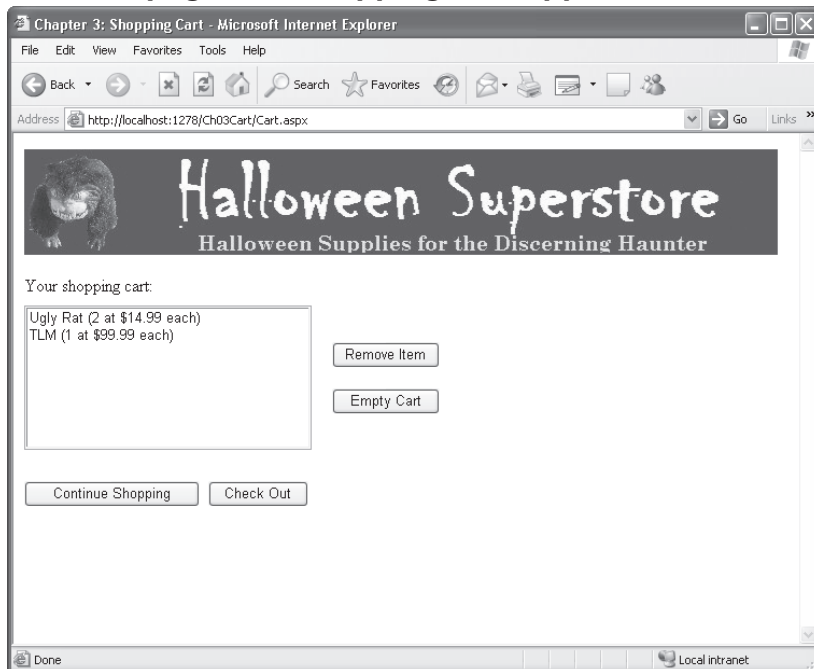 Chapter 3: Shopping Cart - Microsoft Internet Explorer
File Edit View Favorites Tools Help
Back Search Favorites
Address http://localhost:1278/Ch03Cart/Cart.aspx Go Links »
Halloween Superstore
Halloween Supplies for the Discerning Haunter
Your shopping cart:
Ugly Rat (2 at $14.99 each)
TLM (1 at $99.99 each)
Remove Item
Empty Cart
Continue Shopping Check Out
Done Local intranet